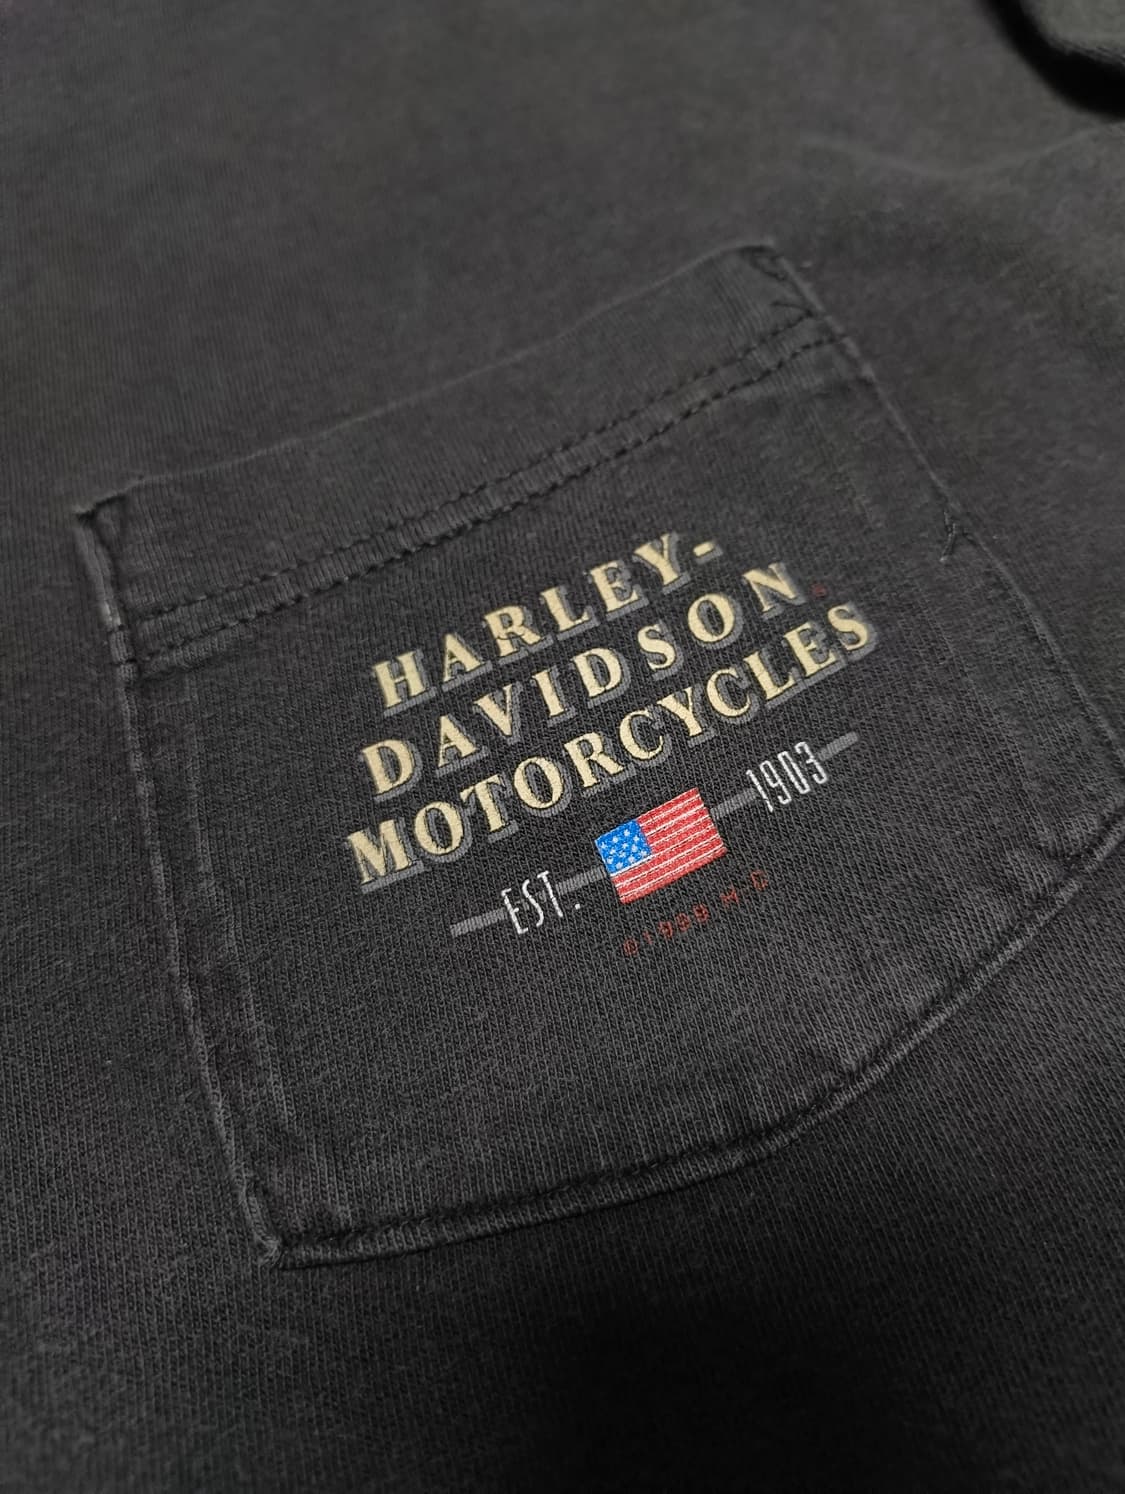 HARLEY-
DAVIDSON
MOTORCYCLES
EST. 1903
© 1999 H-D